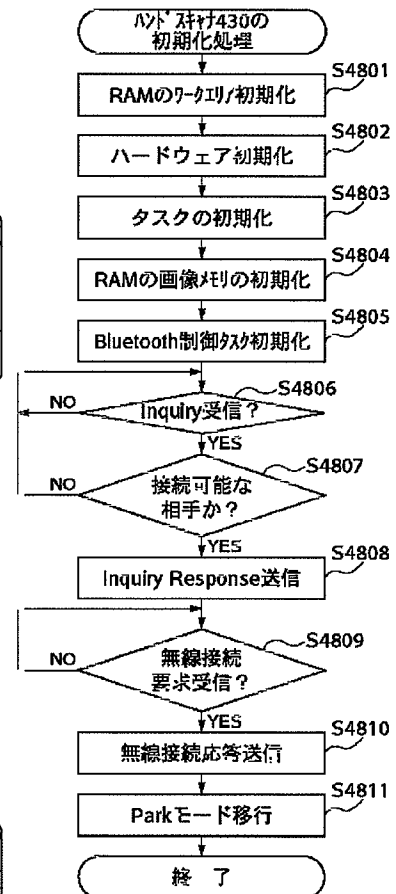 ハンドスキャナ430の
初期化処理
S4801
RAMのワークエリア初期化
S4802
ハードウェア初期化
S4803
タスクの初期化
S4804
RAMの画像メモリの初期化
S4805
Bluetooth制御タスク初期化
S4806
Inquiry受信？
NO
YES
S4807
接続可能な
相手か？
NO
YES
S4808
Inquiry Response送信
S4809
無線接続
要求受信？
NO
YES
S4810
無線接続応答送信
S4811
Parkモード移行
終 了